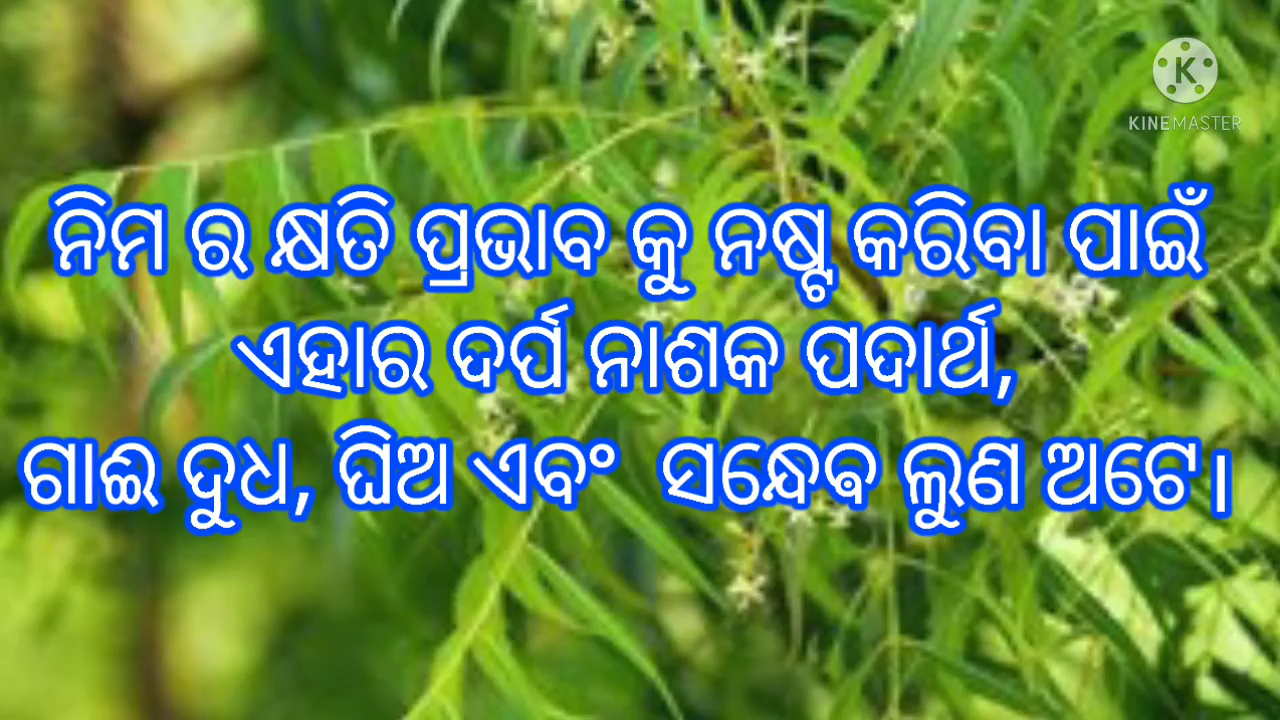 KINEMASTER
ନିମ ର କ୍ଷତି ପ୍ରଭାବ କୁ ନଷ୍ଟ କରିବା ପାଇଁ
ଏହାର ଦର୍ପ ନାଶକ ପଦାର୍ଥ,
ଗାଈ ଦୁଧ, ଘିଅ ଏବଂ ସନ୍ଧେଵ ଲୁଣ ଅଟେ।